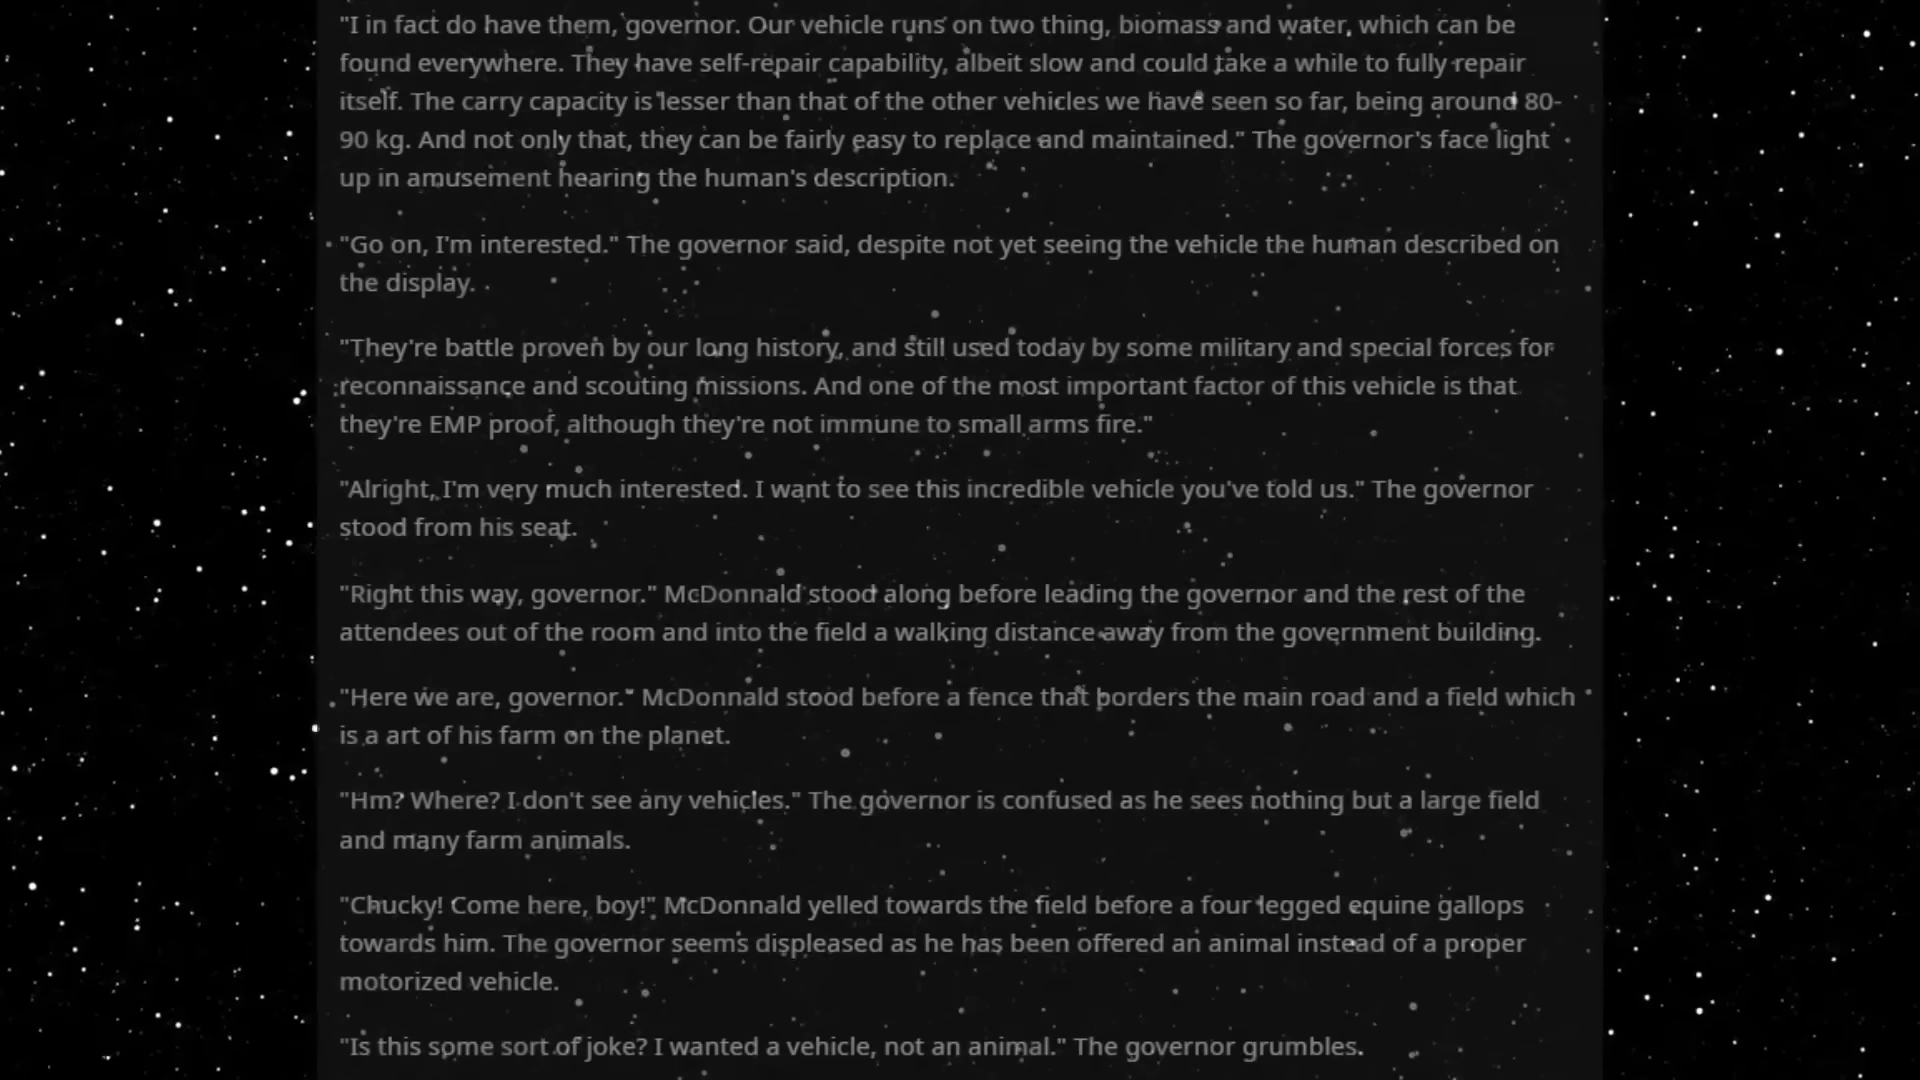 "I in fact do have them, governor. Our vehicle runs on two thing, biomass and water, which can be
found everywhere. They have self-repair capability, albeit slow and could take a while to fully repair
itself. The carry capacity is lesser than that of the other vehicles we have seen so far, being around 80-
90 kg. And not only that, they can be fairly easy to replace and maintained." The governor's face light
up in amusement hearing the human's description.
"Go on, I'm interested." The governor said, despite not yet seeing the vehicle the human described on
the display.
"They're battle proven by our long history, and still used today by some military and special forces for
reconnaissance and scouting missions. And one of the most important factor of this vehicle is that
they're EMP proof, although they're not immune to small arms fire."
"Alright, I'm very much interested. I want to see this incredible vehicle you've told us." The governor
stood from his seat.
"Right this way, governor." McDonnald stood along before leading the governor and the rest of the
attendees out of the room and into the field a walking distance away from the government building.
"Here we are, governor." McDonnald stood before a fence that borders the main road and a field which
is a art of his farm on the planet.
"Hm? Where? I don't see any vehicles." The governor is confused as he sees nothing but a large field
and many farm animals.
"Chucky! Come here, boy!" McDonnald yelled towards the field before a four legged equine gallops
towards him. The governor seems displeased as he has been offered an animal instead of a proper
motorized vehicle.
"Is this some sort of joke? I wanted a vehicle, not an animal." The governor grumbles.